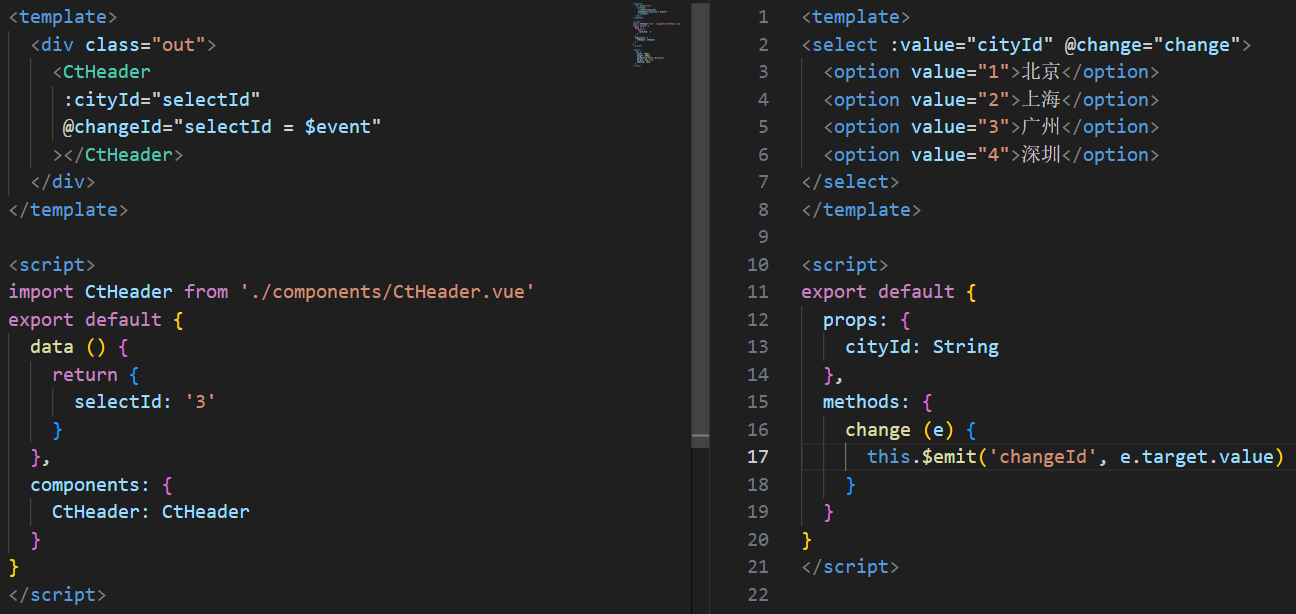 <template>
  <div class="out">
    <CtHeader
     :cityId="selectId"
     @changeId="selectId = $event"
    ></CtHeader>
  </div>
</template>

<script>
import CtHeader from './components/CtHeader.vue'
export default {
  data () {
    return {
      selectId: '3'
    }
  },
  components: {
    CtHeader: CtHeader
  }
}
</script>
1 <template>
2 <select :value="cityId" @change="change">
3   <option value="1">北京</option>
4   <option value="2">上海</option>
5   <option value="3">广州</option>
6   <option value="4">深圳</option>
7 </select>
8 </template>
9
10 <script>
11 export default {
12   props: {
13     cityId: String
14   },
15   methods: {
16     change (e) {
17       this.$emit('changeId', e.target.value)
18     }
19   }
20 }
21 </script>
22